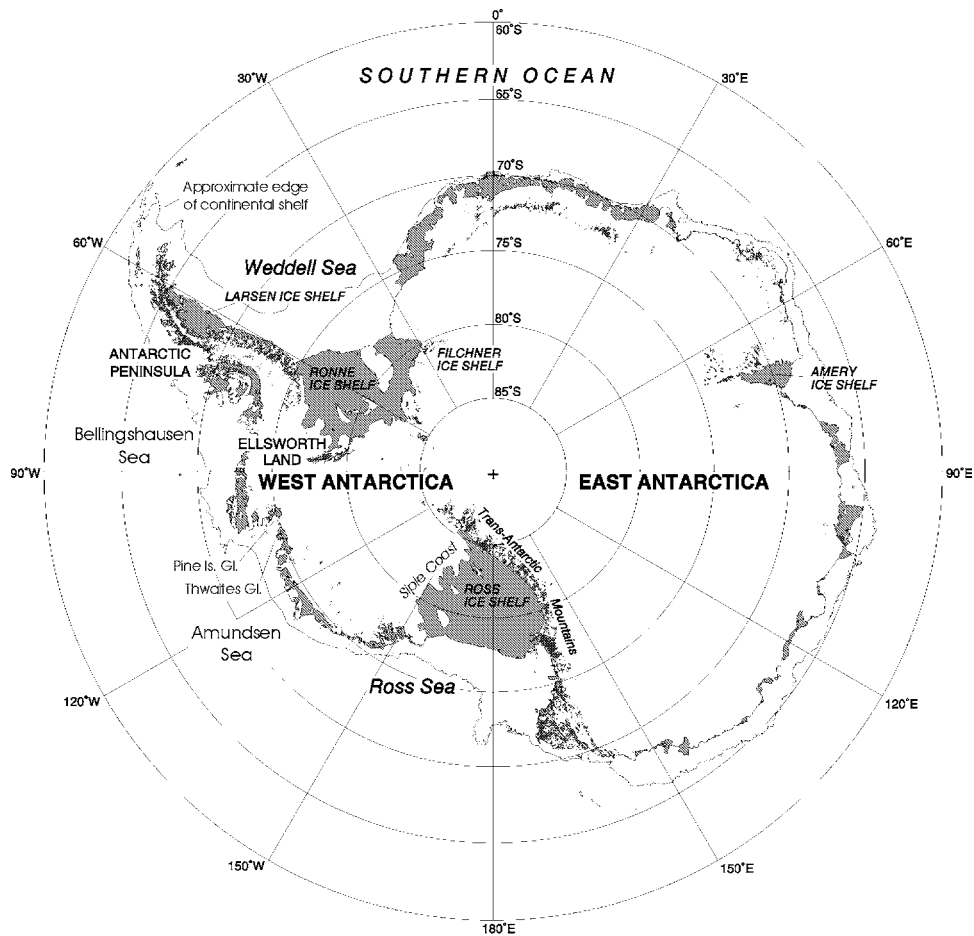 0°
60°S
SOUTHERN OCEAN
30°W
30°E
65°S
70°S
Approximate edge
of continental shelf
60°W
60°E
75°S
Weddell Sea
LARSEN ICE SHELF
80°S
ANTARCTIC
PENINSULA
FILCHNER
ICE SHELF
RONNE
ICE SHELF
AMERY
ICE SHELF
85°S
Bellingshausen
Sea
ELLSWORTH
LAND
90°W
WEST ANTARCTICA
EAST ANTARCTICA
90°E
Trans-Antarctic
Mountains
Pine Is. Gl.
Thwaites Gl.
Siple Coast
ROSS
ICE SHELF
Amundsen
Sea
Ross Sea
120°W
120°E
150°W
150°E
180°E